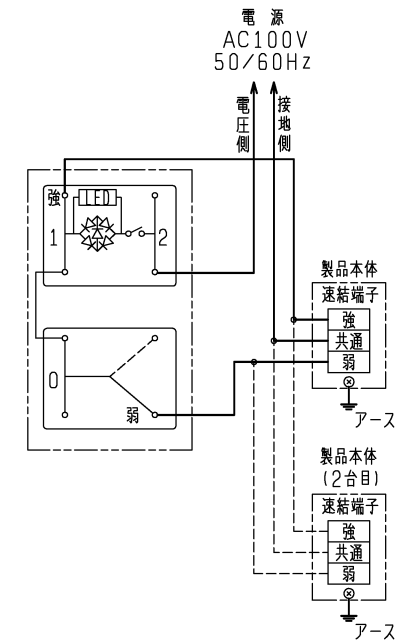 電 源
AC100V
50/60Hz
電圧側
接地側
強
LED
1
2
0
弱
製品本体
速結端子
強
共通
弱
アース
製品本体
(2台目)
速結端子
強
共通
弱
アース